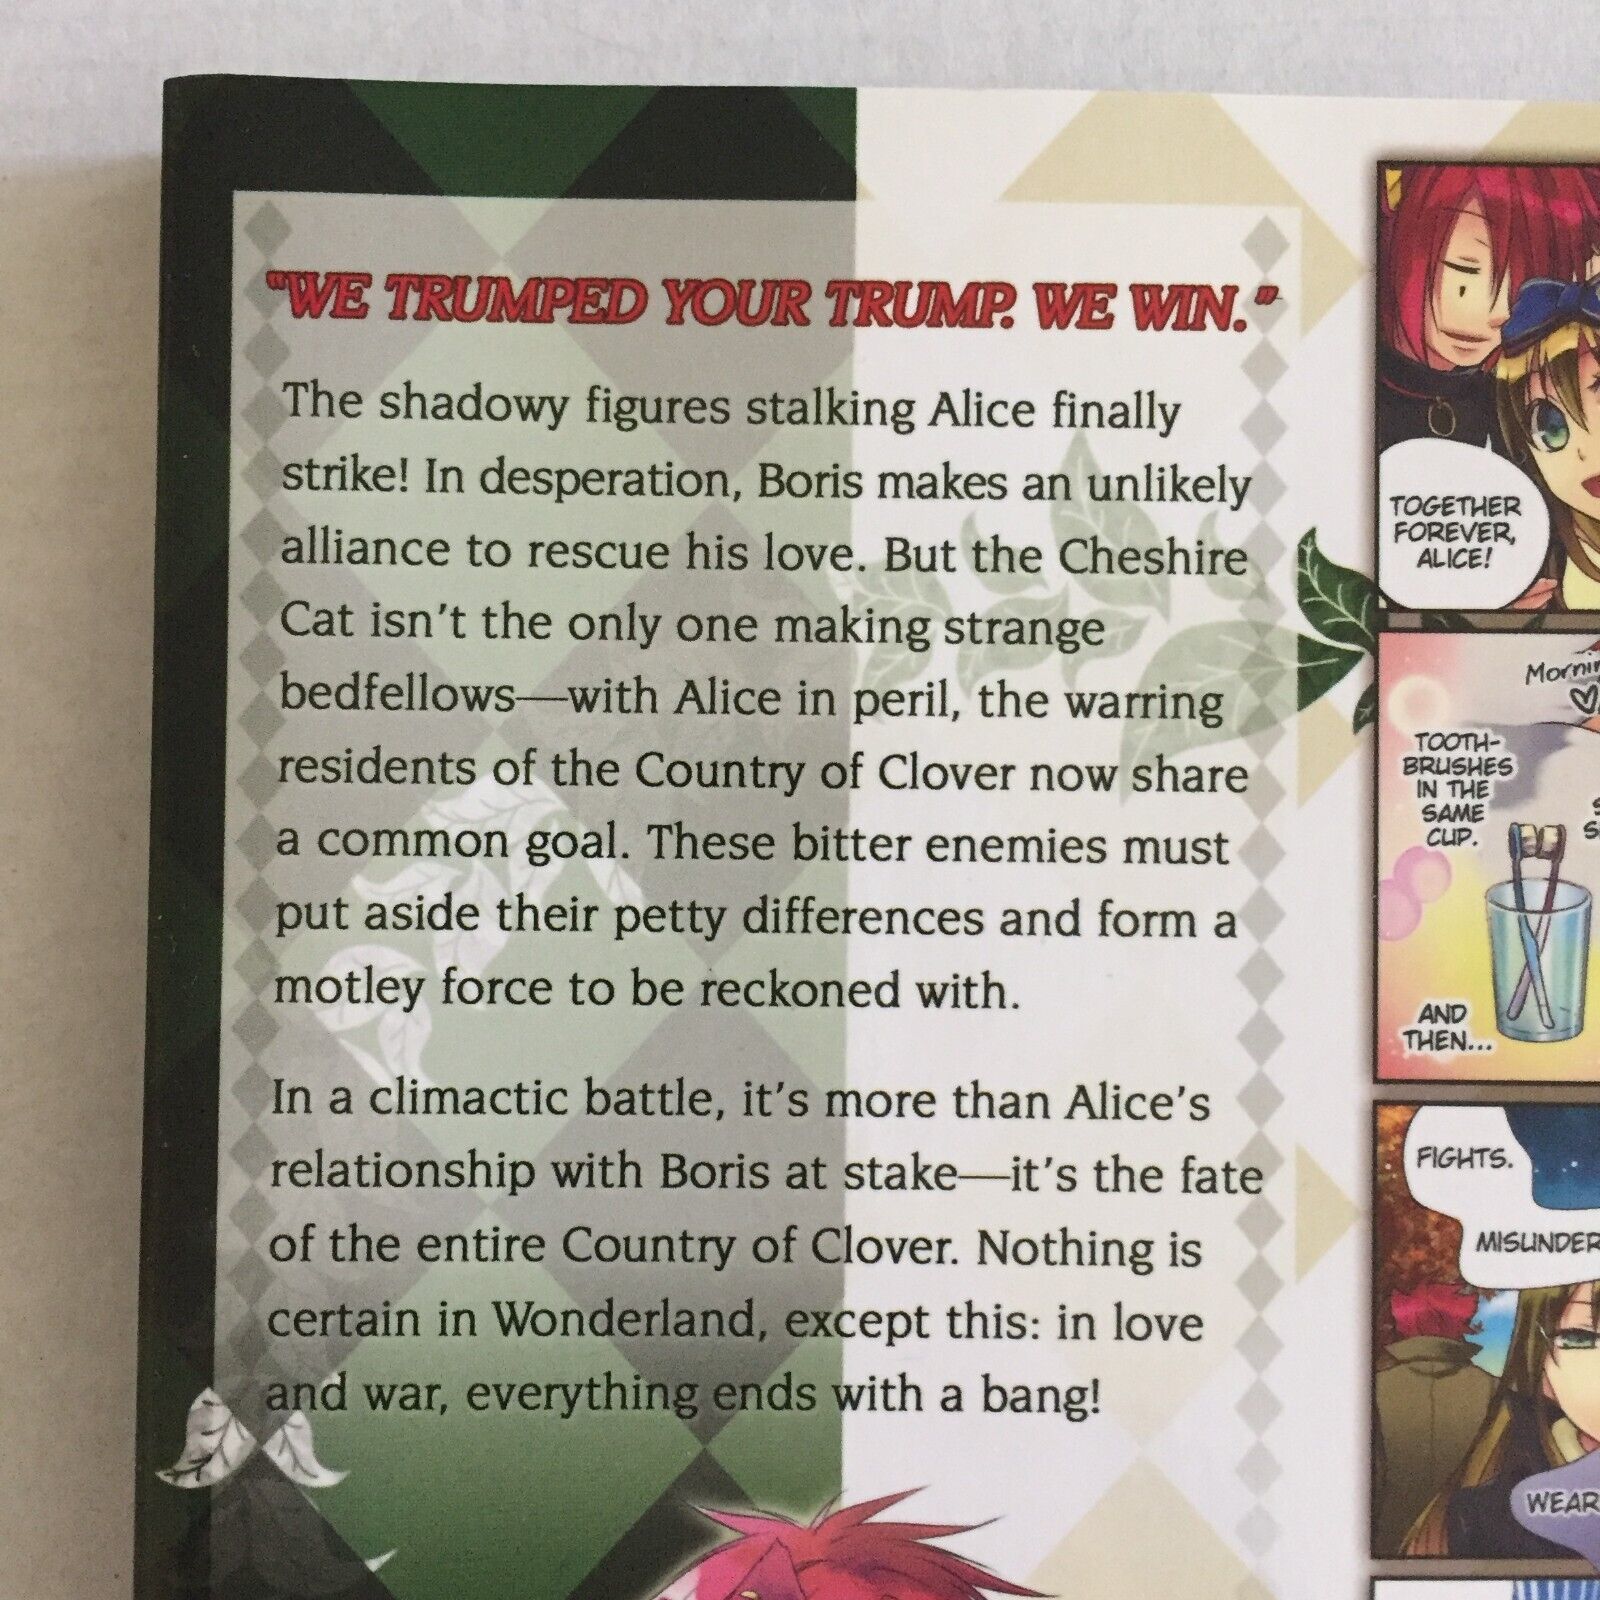 "WE TRUMPED YOUR TRUMP. WE WIN."
The shadowy figures stalking Alice finally
strike! In desperation, Boris makes an unlikely
alliance to rescue his love. But the Cheshire
Cat isn't the only one making strange
bedfellows—with Alice in peril, the warring
residents of the Country of Clover now share
a common goal. These bitter enemies must
put aside their petty differences and form a
motley force to be reckoned with.
In a climactic battle, it's more than Alice's
relationship with Boris at stake—it's the fate
of the entire Country of Clover. Nothing is
certain in Wonderland, except this: in love
and war, everything ends with a bang!
TOGETHER
FOREVER,
ALICE!
TOOTH-
BRUSHES
IN THE
SAME
CUP.
AND
THEN...
FIGHTS.